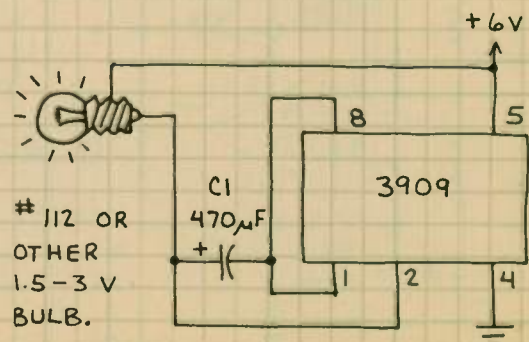 +6V
8
5
3909
C1
470µF
+
# 112 OR
OTHER
1.5-3 V
BULB.
1
2
4